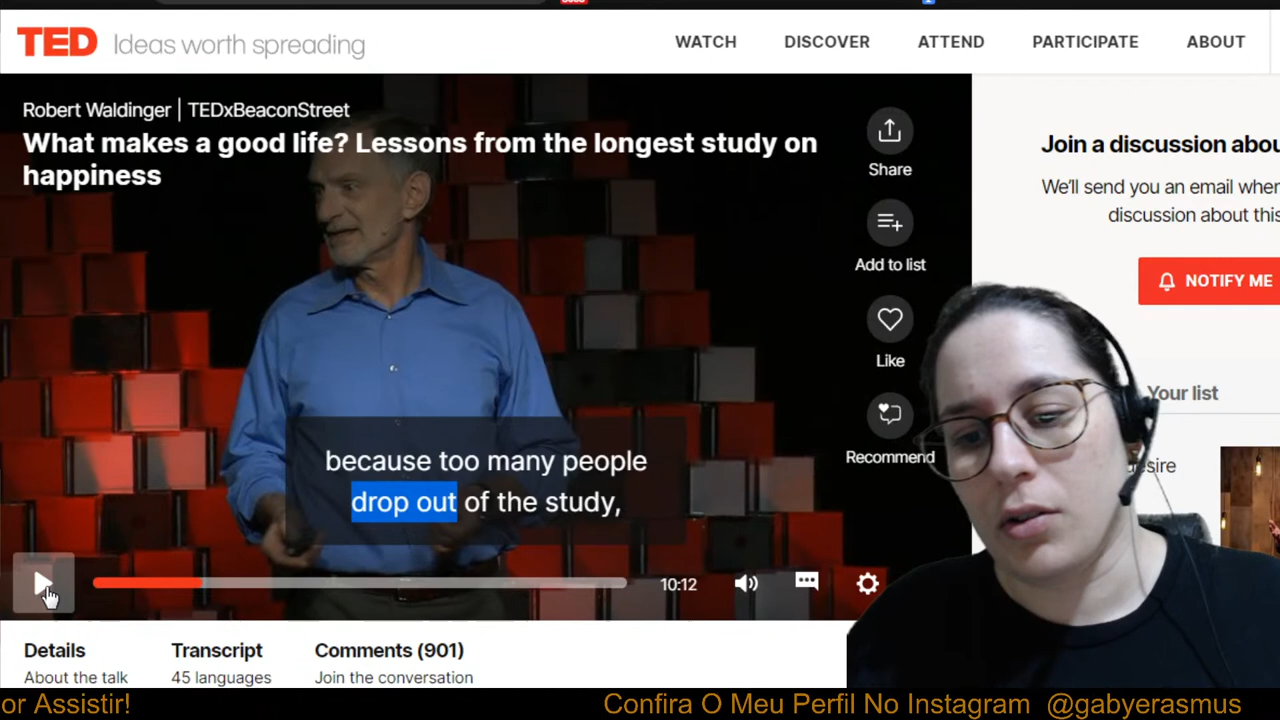 TED Ideas worth spreading
WATCH DISCOVER ATTEND PARTICIPATE ABOUT
Robert Waldinger | TEDxBeaconStreet
What makes a good life? Lessons from the longest study on
happiness
Share
Add to list
Like
Recommend
because too many people
drop out of the study,
10:12
Details
About the talk
Transcript
45 languages
Comments (901)
Join the conversation
Join a discussion abou
We'll send you an email when
discussion about this
NOTIFY ME
Your list
or Assistir!
Confira O Meu Perfil No Instagram @gabyerasmus